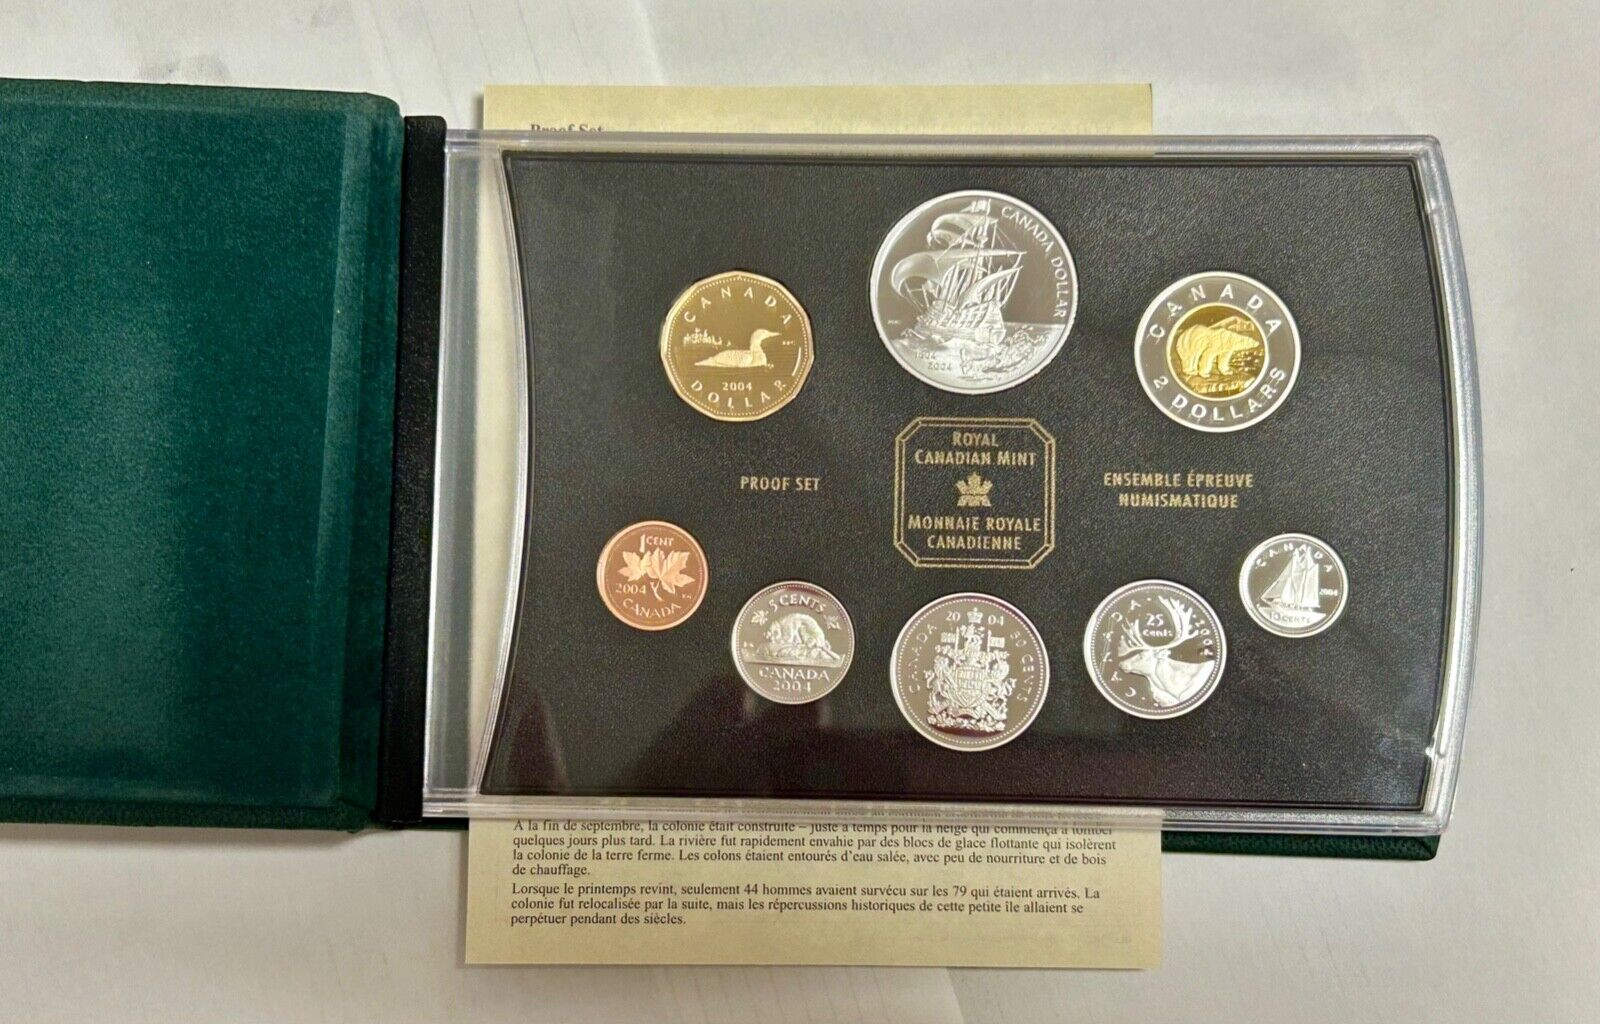 Proof Set
CANADA DOLLAR
1604
2004
CANADA
2004
DOLLAR
CANADA
2 DOLLARS
ROYAL
CANADIAN MINT
MONNAIE ROYALE
CANADIENNE
PROOF SET
ENSEMBLE ÉPREUVE
NUMISMATIQUE
1 CENT
2004
CANADA
5 CENTS
CANADA
2004
20 04
CANADA 50 CENTS
25
cents
CANADA 2004
CANADA
2004
10 CENTS
À la fin de septembre, la colonie était construite – juste à temps pour la neige qui commença à tomber
quelques jours plus tard. La rivière fut rapidement envahie par des blocs de glace flottante qui isolèrent
la colonie de la terre ferme. Les colons étaient entourés d'eau salée, avec peu de nourriture et de bois
de chauffage.
Lorsque le printemps revint, seulement 44 hommes avaient survécu sur les 79 qui étaient arrivés. La
colonie fut relocalisée par la suite, mais les répercussions historiques de cette petite île allaient se
perpétuer pendant des siècles.